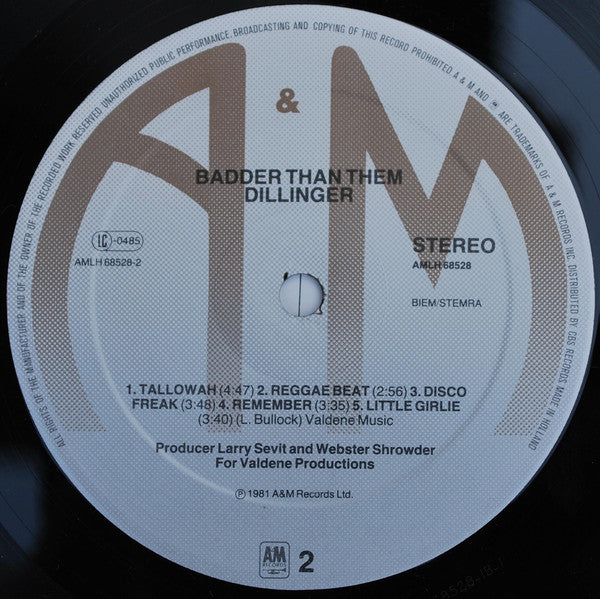 ALL RIGHTS OF THE MANUFACTURER AND OF THE OWNER OF THE RECORDED WORK RESERVED UNAUTHORIZED PUBLIC PERFORMANCE, BROADCASTING AND COPYING OF THIS RECORD PROHIBITED A & M AND AM ARE TRADEMARKS OF A & M RECORDS INC. DISTRIBUTED BY CBS RECORDS MADE IN HOLLAND
A & M
BADDER THAN THEM
DILLINGER
LC-0485
AMLH 68528-2
STEREO
AMLH 68528
BIEM/STEMRA
1. TALLOWAH (4:47) 2. REGGAE BEAT (2:56) 3. DISCO
FREAK (3:48) 4. REMEMBER (3:35) 5. LITTLE GIRLIE
(3:40) (L. Bullock) Valdene Music
Producer Larry Sevit and Webster Shrowder
For Valdene Productions
℗ 1981 A&M Records Ltd.
AM
RECORDS
2